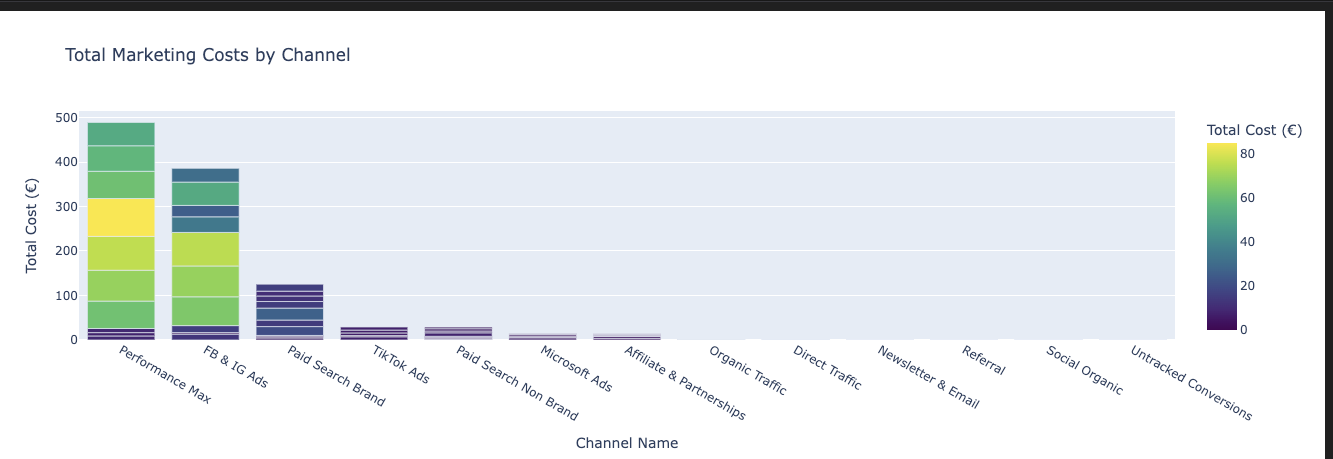 Total Marketing Costs by Channel
Total Cost (€)
500
400
300
200
100
0
Performance Max
FB & IG Ads
Paid Search Brand
TikTok Ads
Paid Search Non Brand
Microsoft Ads
Affiliate & Partnerships
Organic Traffic
Direct Traffic
Newsletter & Email
Referral
Social Organic
Untracked Conversions
Channel Name
Total Cost (€)
80
60
40
20
0